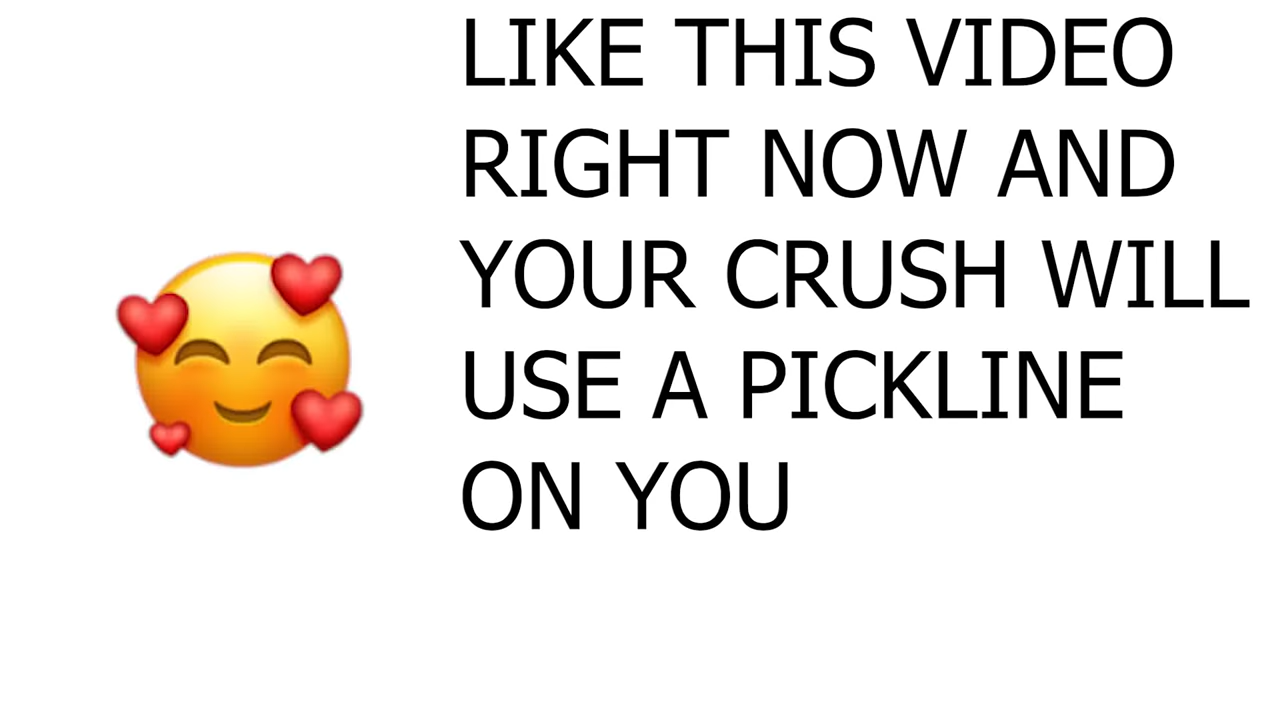 LIKE THIS VIDEO
RIGHT NOW AND
YOUR CRUSH WILL
USE A PICKLINE
ON YOU